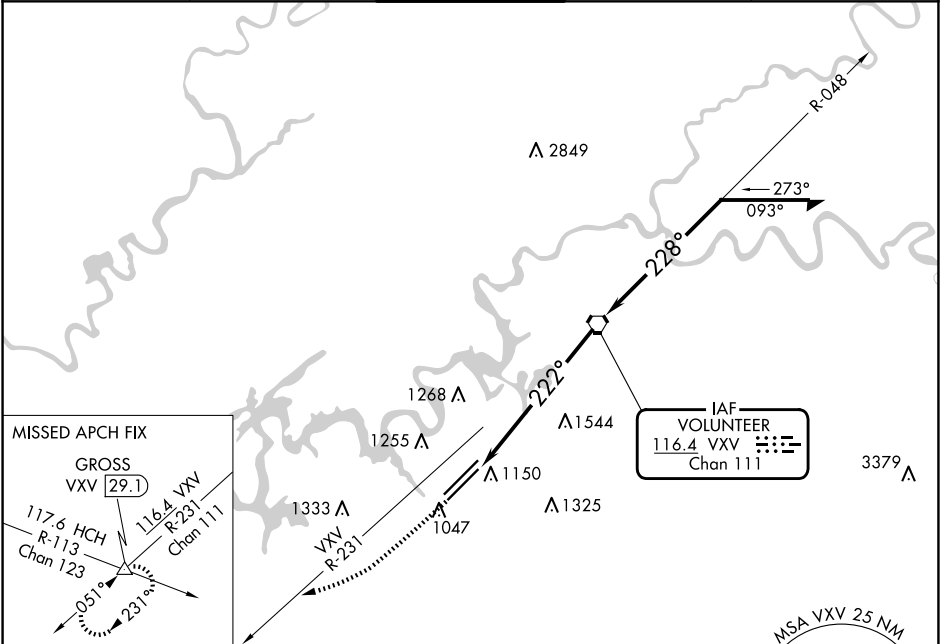 R-048
2849
273°
093°
228°
222°
1268
1544
IAF
VOLUNTEER
116.4 VXV
Chan 111
1255
3379
MISSED APCH FIX
GROSS
VXV 29.1
1150
1333
1325
117.6 HCH
R-113
Chan 123
116.4 VXV
R-231
Chan 111
1047
VXV
R-231
051°
231°
MSA VXV 25 NM